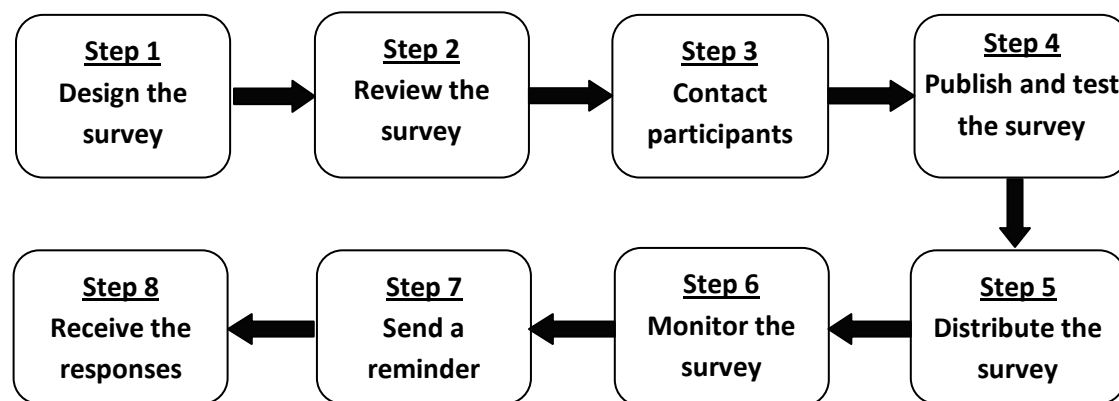 Step 1
Design the
survey
Step 2
Review the
survey
Step 3
Contact
participants
Step 4
Publish and test
the survey
Step 5
Distribute the
survey
Step 6
Monitor the
survey
Step 7
Send a
reminder
Step 8
Receive the
responses